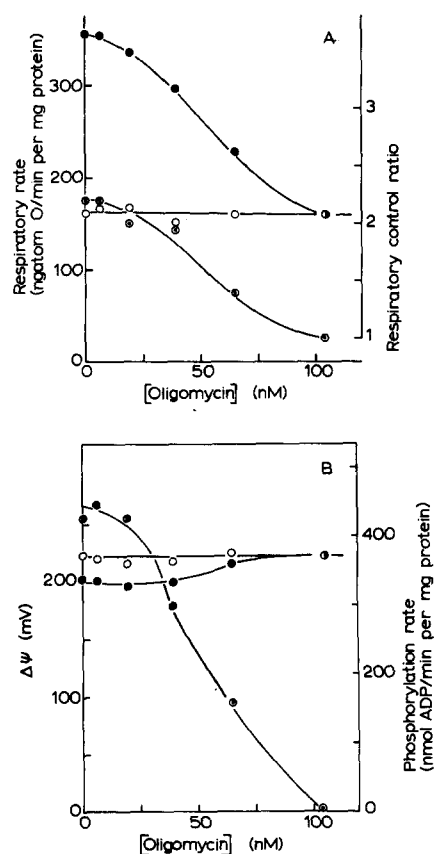 A
300
200
100
0
Respiratory rate
(ngatom O/min per mg protein)
3
2
1
Respiratory control ratio
0
50
100
[Oligomycin] (nM)
B
200
100
0
ΔΨ (mV)
400
200
0
Phosphorylation rate
(nmol ADP/min per mg protein)
0
50
100
[Oligomycin] (nM)